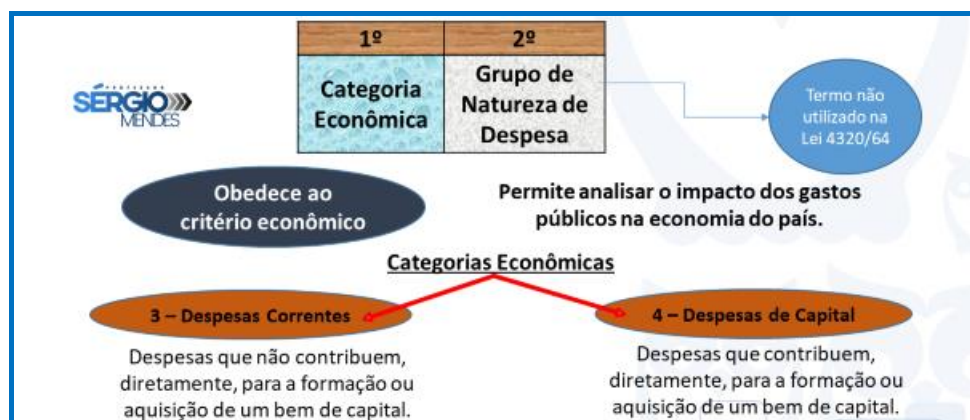 1º
2º
Categoria
Econômica
Grupo de
Natureza de
Despesa
PROFESSOR
SÉRGIO
MENDES
Termo não
utilizado na
Lei 4320/64
Obedece ao
critério econômico
Permite analisar o impacto dos gastos
públicos na economia do país.
Categorias Econômicas
3 – Despesas Correntes
4 – Despesas de Capital
Despesas que não contribuem,
diretamente, para a formação ou
aquisição de um bem de capital.
Despesas que contribuem,
diretamente, para a formação ou
aquisição de um bem de capital.